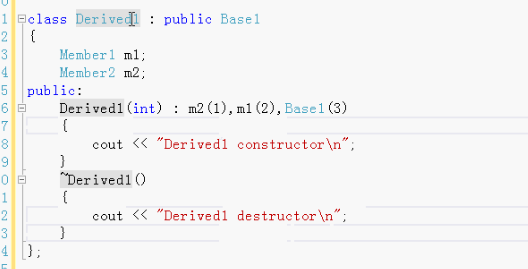 1 class Derived1 : public Base1
2 {
3     Member1 m1;
4     Member2 m2;
5 public:
6     Derived1(int) : m2(1),m1(2),Base1(3)
7     {
8         cout << "Derived1 constructor\n";
9     }
0     ~Derived1()
1     {
2         cout << "Derived1 destructor\n";
3     }
4 };